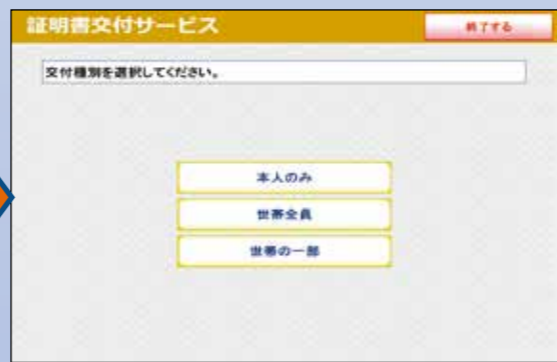 証明書交付サービス
終了する
交付種別を選択してください。
本人のみ
世帯全員
世帯の一部